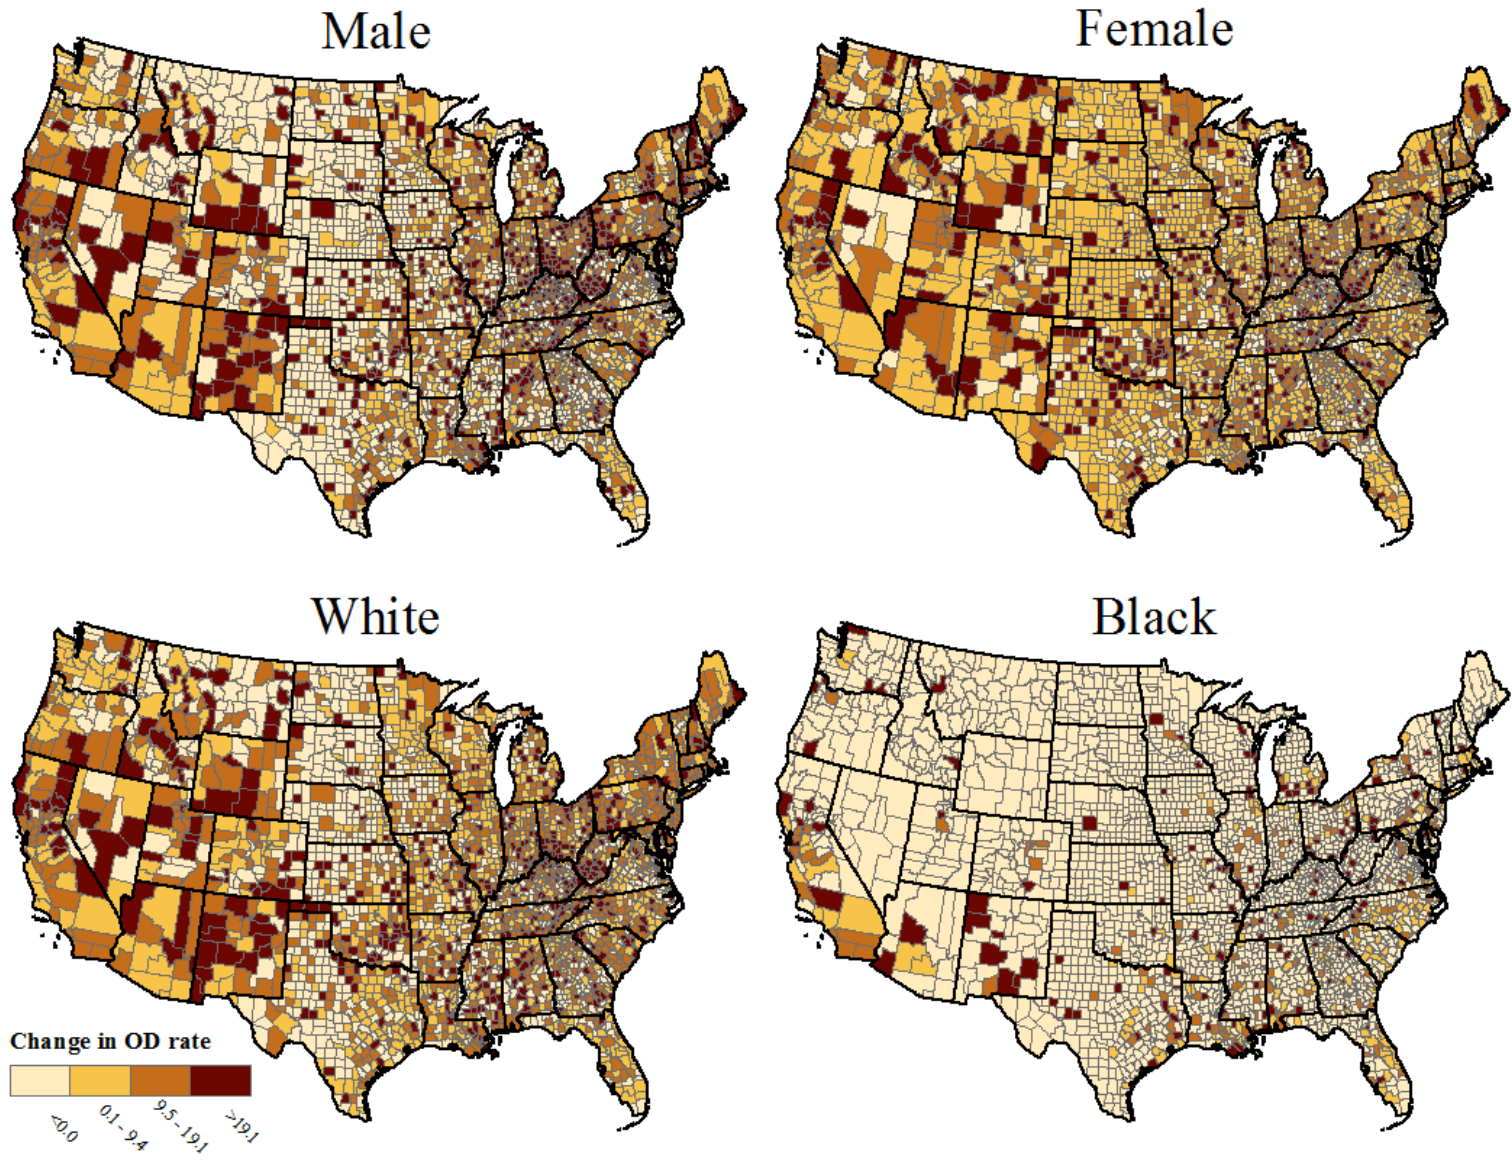 Male
Female
White
Black
Change in OD rate
<0.0
0.1 - 9.4
9.5 - 19.1
>19.1